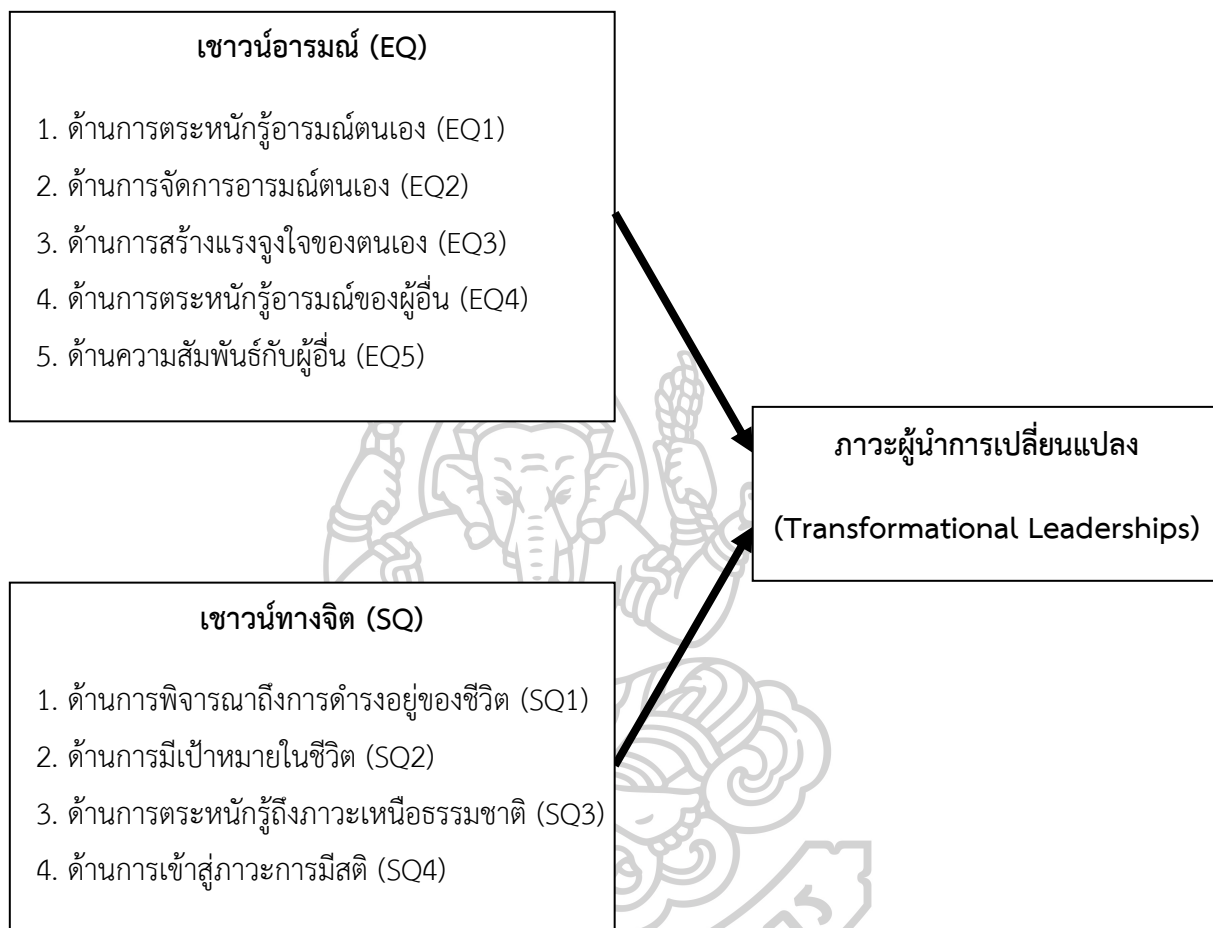 เชาวน์อารมณ์ (EQ)
1. ด้านการตระหนักรู้อารมณ์ตนเอง (EQ1)
2. ด้านการจัดการอารมณ์ตนเอง (EQ2)
3. ด้านการสร้างแรงจูงใจของตนเอง (EQ3)
4. ด้านการตระหนักรู้อารมณ์ของผู้อื่น (EQ4)
5. ด้านความสัมพันธ์กับผู้อื่น (EQ5)
ภาวะผู้นำการเปลี่ยนแปลง
(Transformational Leaderships)
เชาวน์ทางจิต (SQ)
1. ด้านการพิจารณาถึงการดำรงอยู่ของชีวิต (SQ1)
2. ด้านการมีเป้าหมายในชีวิต (SQ2)
3. ด้านการตระหนักรู้ถึงภาวะเหนือธรรมชาติ (SQ3)
4. ด้านการเข้าสู่ภาวะการมีสติ (SQ4)